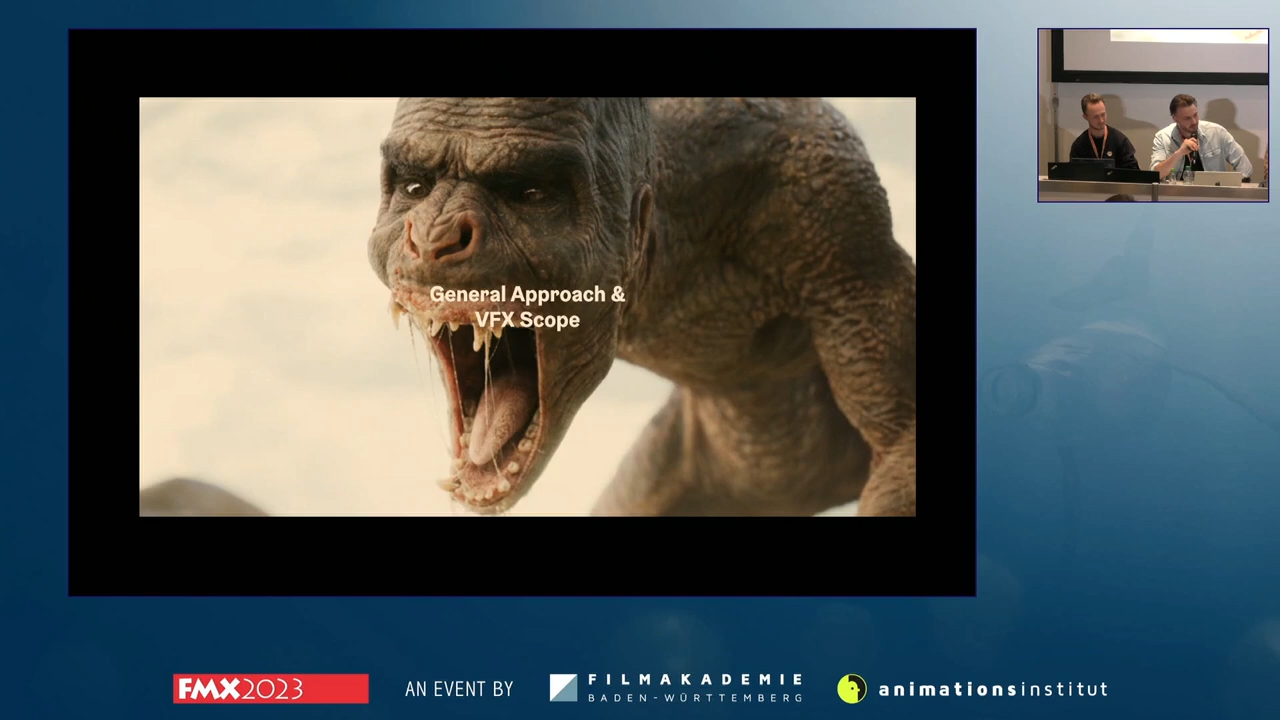 General Approach &
VFX Scope
FMX2023
AN EVENT BY
FILMAKADEMIE
BADEN-WÜRTTEMBERG
animationsinstitut